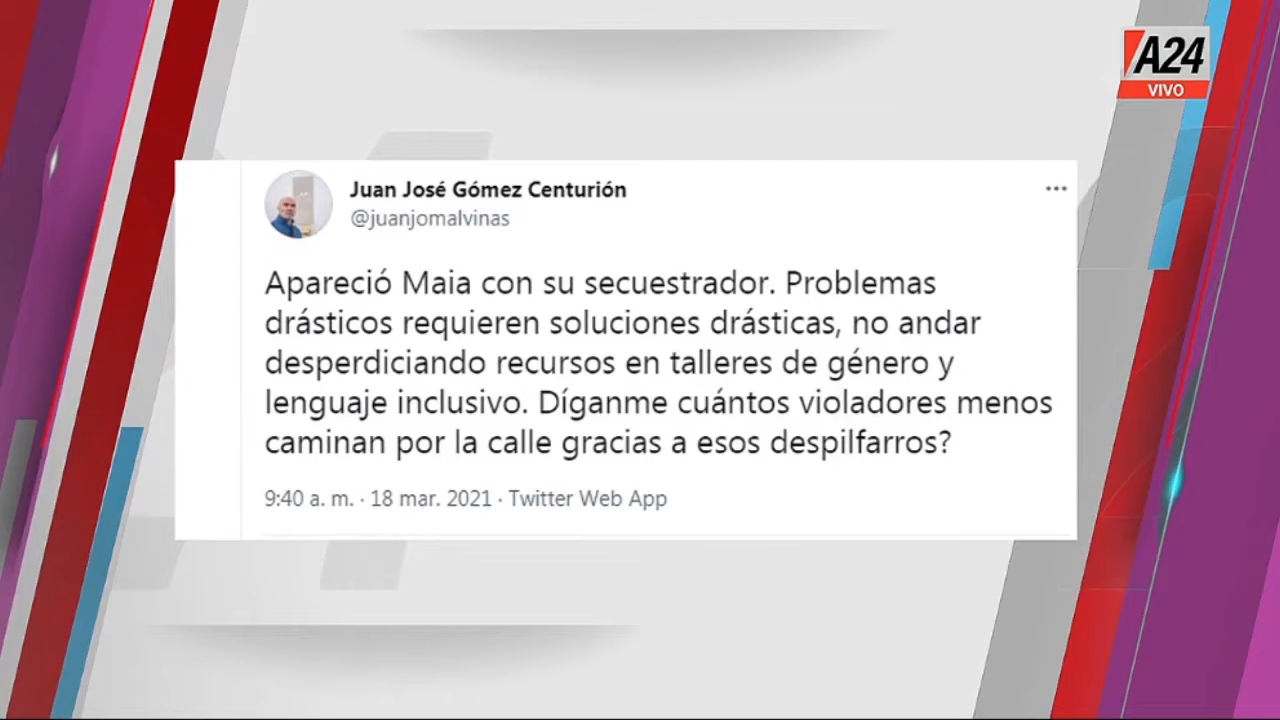 A24
VIVO
Juan José Gómez Centurión
@juanjomalvinas
Apareció Maia con su secuestrador. Problemas
drásticos requieren soluciones drásticas, no andar
desperdiciando recursos en talleres de género y
lenguaje inclusivo. Díganme cuántos violadores menos
caminan por la calle gracias a esos despilfarros?
9:40 a. m. · 18 mar. 2021 · Twitter Web App